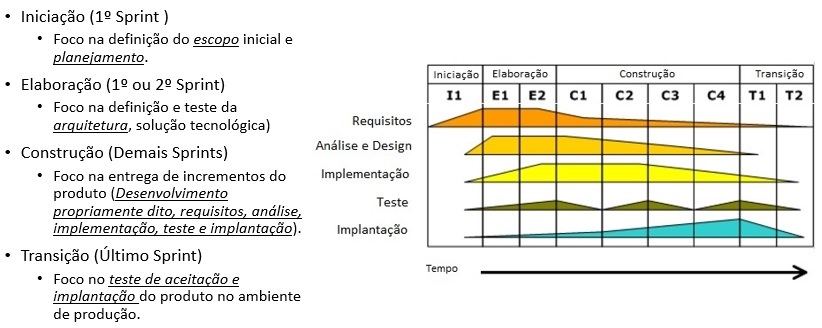 • Iniciação (1º Sprint )
• Foco na definição do escopo inicial e
planejamento.
• Elaboração (1º ou 2º Sprint)
• Foco na definição e teste da
arquitetura, solução tecnológica)
• Construção (Demais Sprints)
• Foco na entrega de incrementos do
produto (Desenvolvimento
propriamente dito, requisitos, análise,
implementação, teste e implantação).
• Transição (Último Sprint)
• Foco no teste de aceitação e
implantação do produto no ambiente
de produção.
Iniciação Elaboração Construção Transição
I1 E1 E2 C1 C2 C3 C4 T1 T2
Requisitos
Análise e Design
Implementação
Teste
Implantação
Tempo